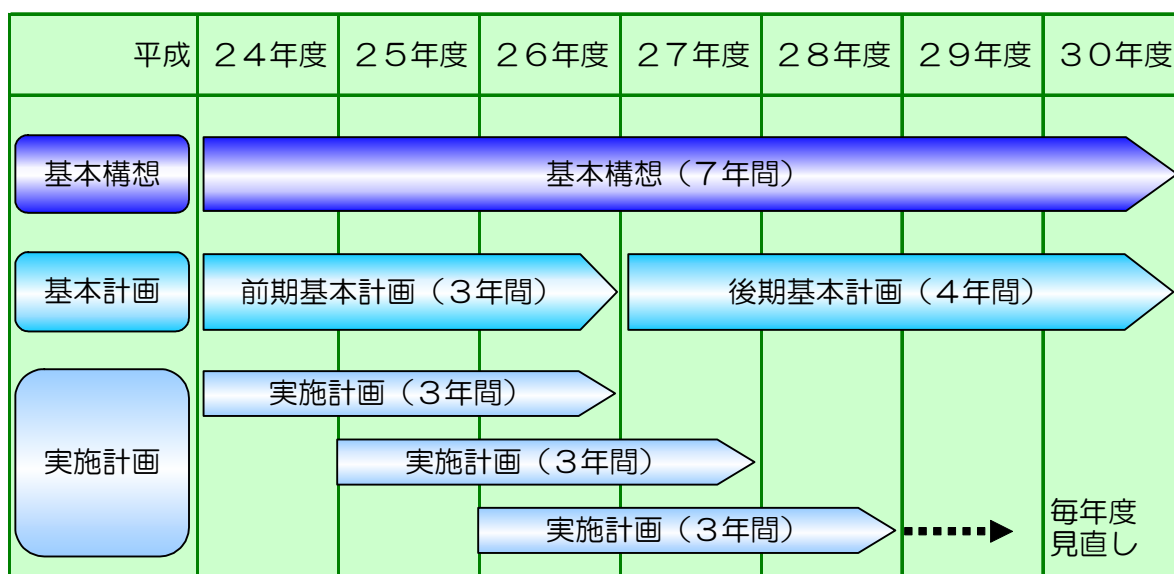 平成 24年度 25年度 26年度 27年度 28年度 29年度 30年度
基本構想 基本構想（7年間）
基本計画 前期基本計画（3年間） 後期基本計画（4年間）
実施計画（3年間）
実施計画 実施計画（3年間）
実施計画（3年間）
毎年度
見直し